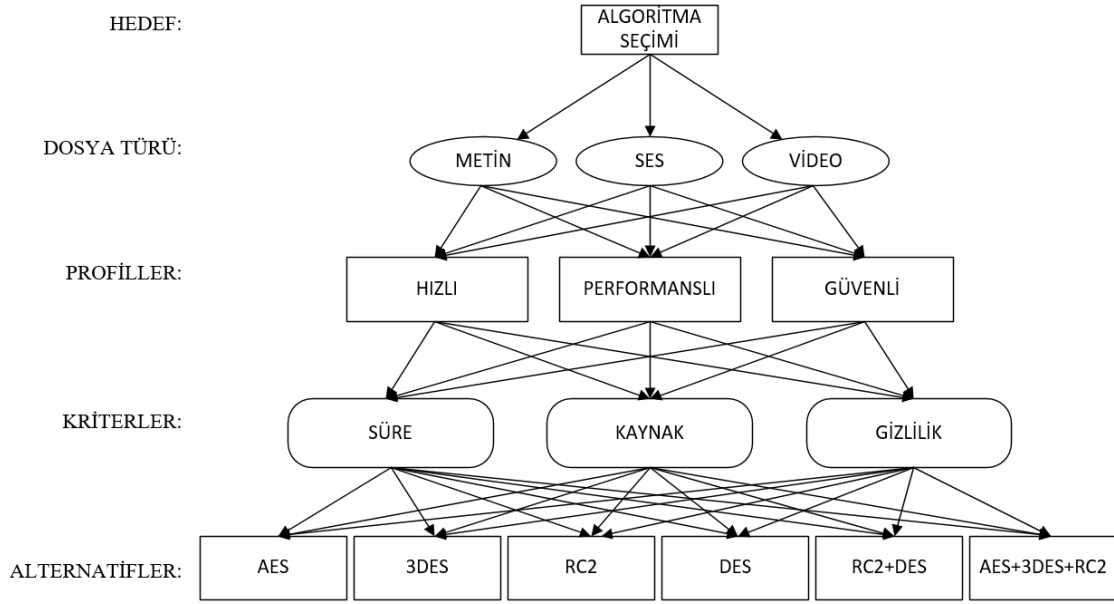 HEDEF:
ALGORİTMA
SEÇİMİ
DOSYA TÜRÜ:
METİN
SES
VİDEO
PROFİLLER:
HIZLI
PERFORMANSLI
GÜVENLİ
KRİTERLER:
SÜRE
KAYNAK
GİZLİLİK
ALTERNATİFLER:
AES
3DES
RC2
DES
RC2+DES
AES+3DES+RC2